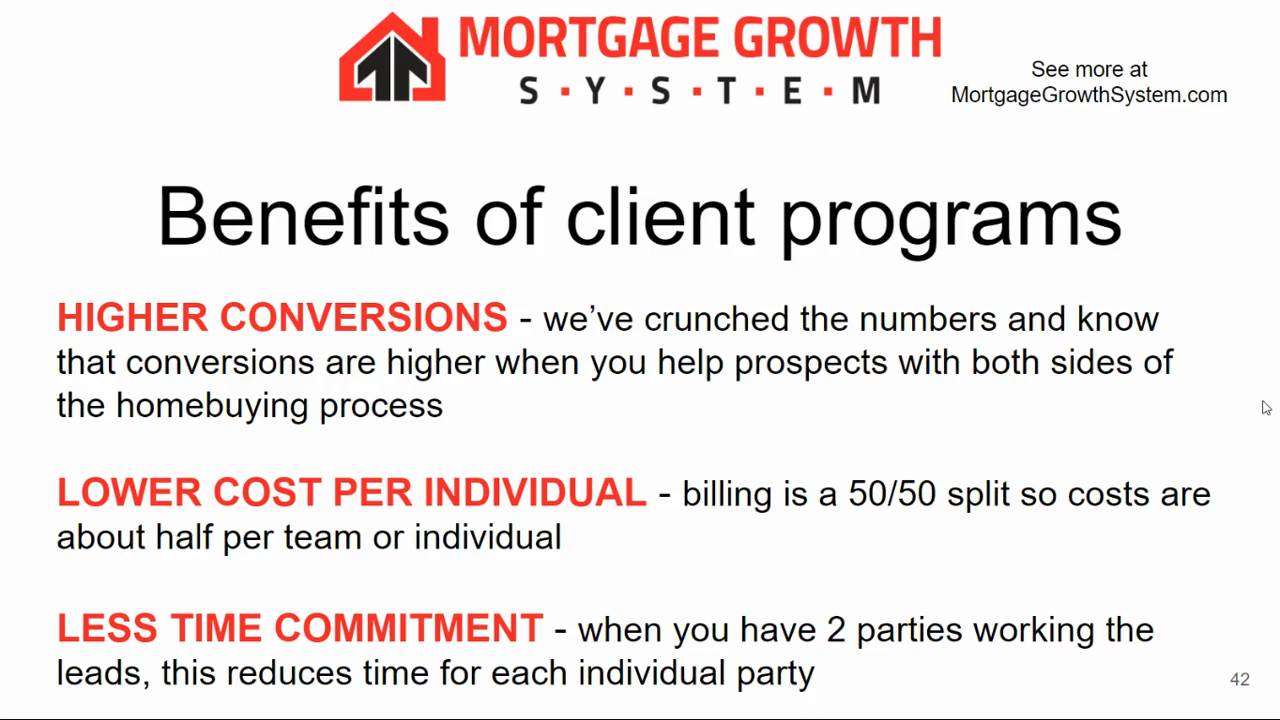 MORTGAGE GROWTH
S·Y·S·T·E·M
See more at
MortgageGrowthSystem.com
Benefits of client programs
HIGHER CONVERSIONS - we’ve crunched the numbers and know
that conversions are higher when you help prospects with both sides of
the homebuying process
LOWER COST PER INDIVIDUAL - billing is a 50/50 split so costs are
about half per team or individual
LESS TIME COMMITMENT - when you have 2 parties working the
leads, this reduces time for each individual party
42